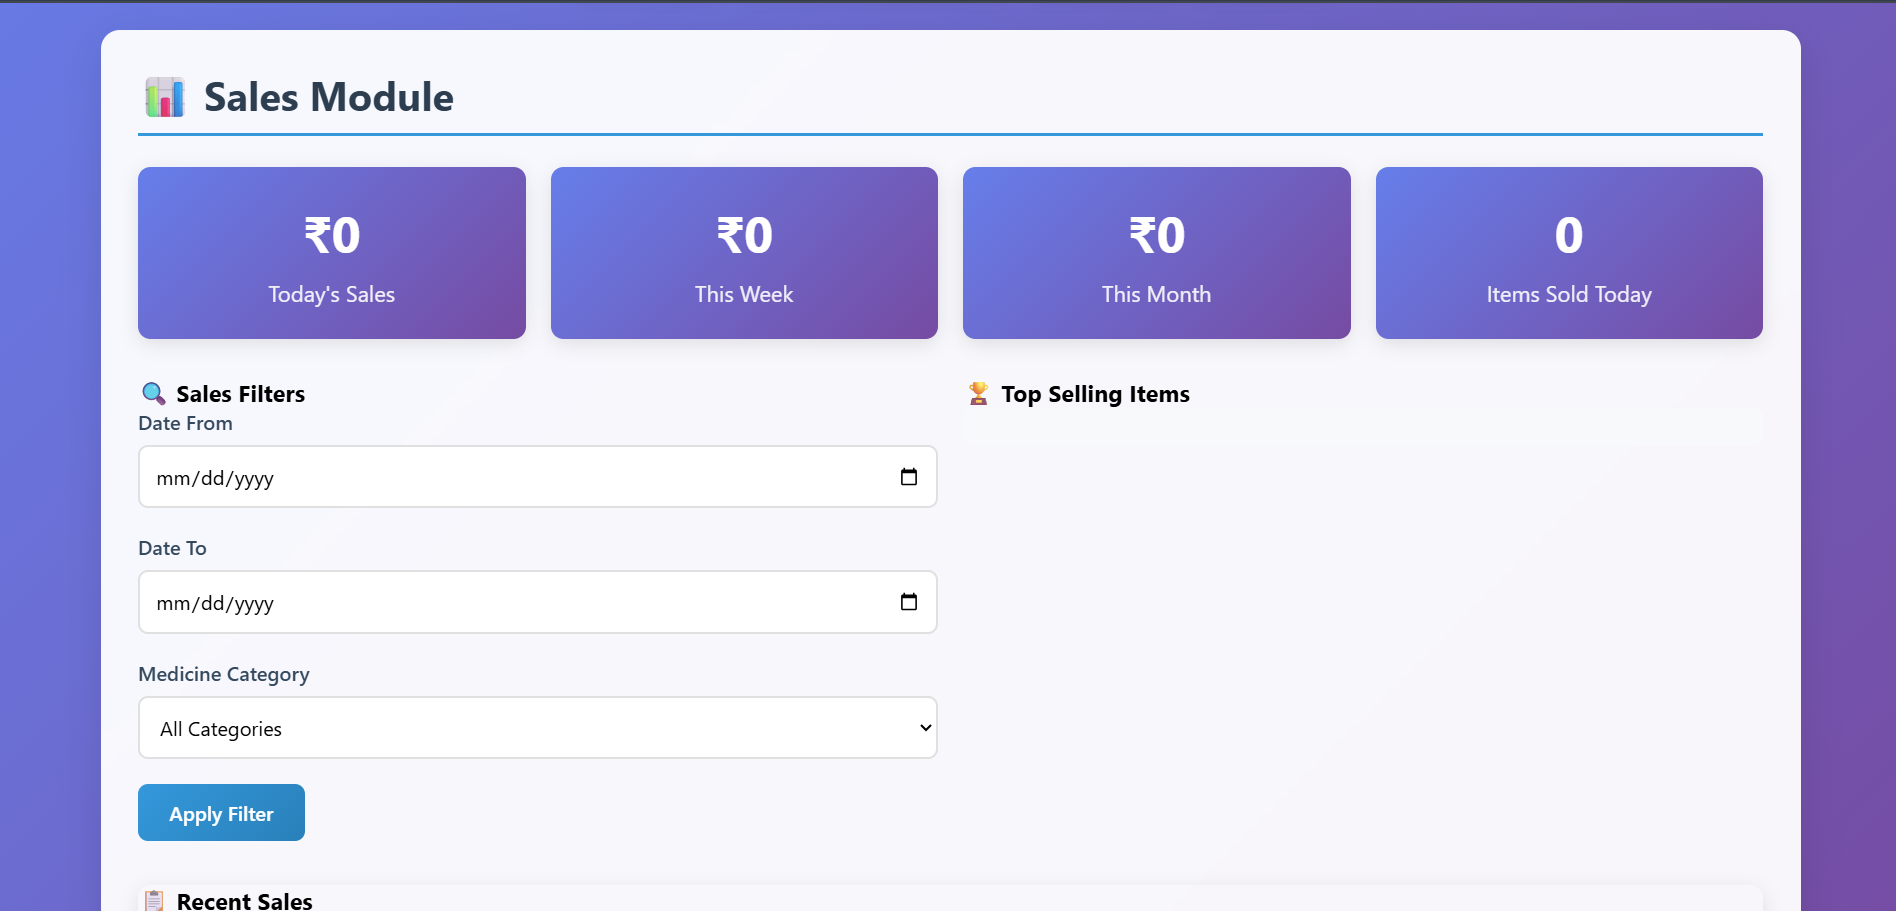 Sales Module
₹0
Today's Sales
₹0
This Week
₹0
This Month
0
Items Sold Today
Sales Filters
Date From
mm/dd/yyyy
Date To
mm/dd/yyyy
Medicine Category
All Categories
Apply Filter
Top Selling Items
Recent Sales